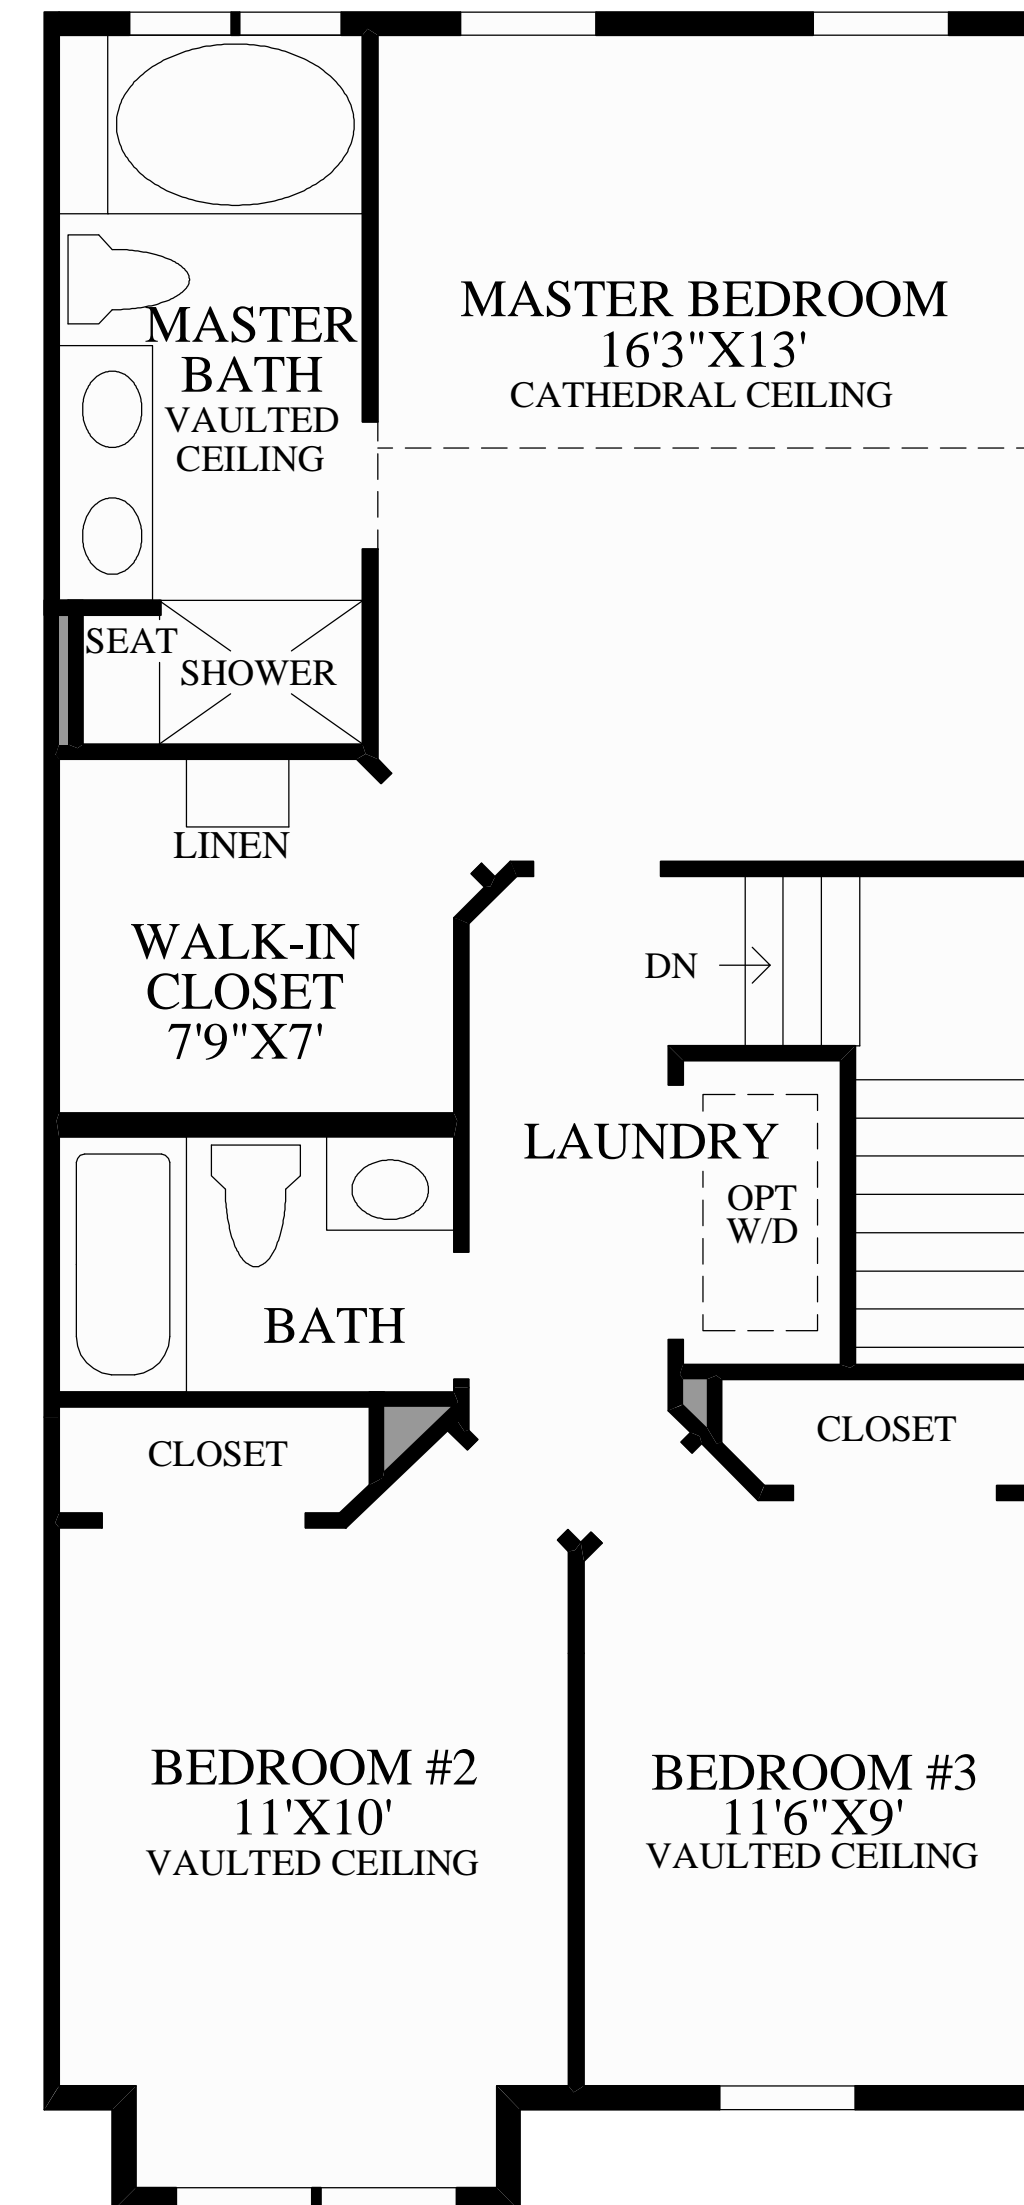 MASTER BEDROOM
16'3"X13'
CATHEDRAL CEILING
MASTER
BATH
VAULTED
CEILING
SEAT
SHOWER
LINEN
WALK-IN
CLOSET
7'9"X7'
DN
LAUNDRY
OPT
W/D
BATH
CLOSET
CLOSET
BEDROOM #2
11'X10'
VAULTED CEILING
BEDROOM #3
11'6"X9'
VAULTED CEILING